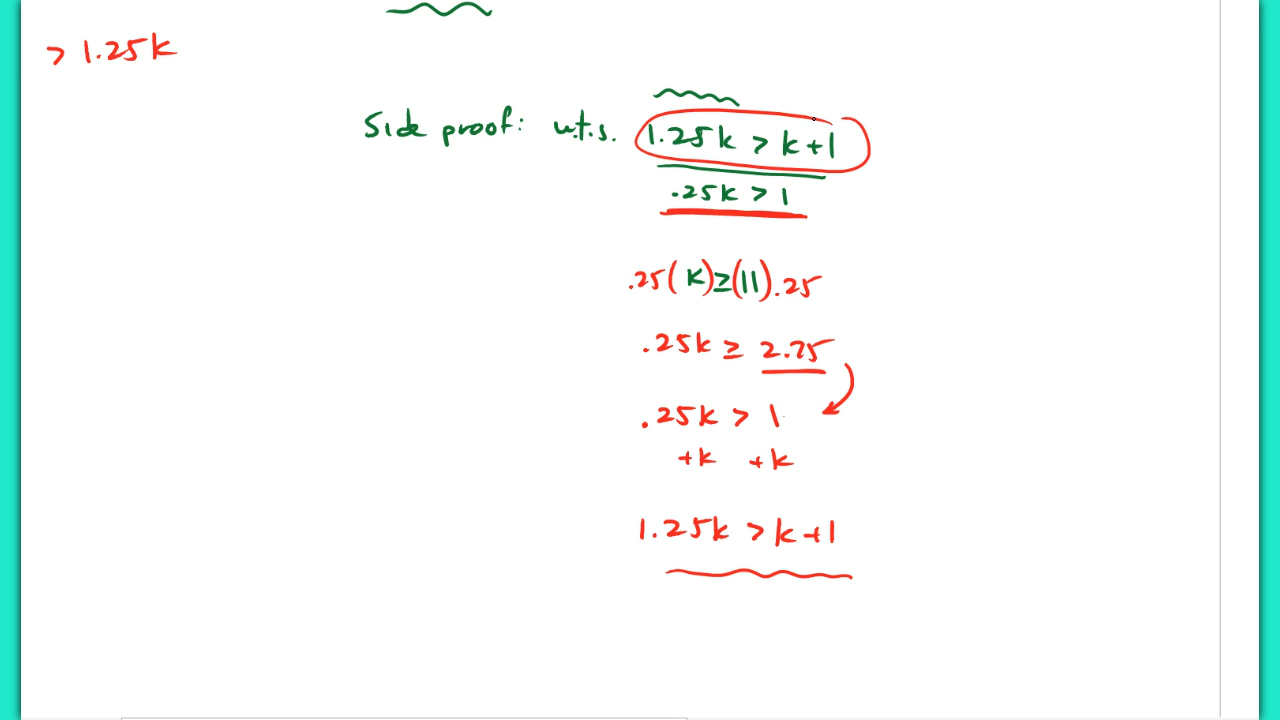 > 1.25k
Side proof: w.t.s. 1.25k > k+1
.25k > 1
.25(k)≥(11).25
.25k ≥ 2.75
.25k > 1
+k +k
1.25k > k+1